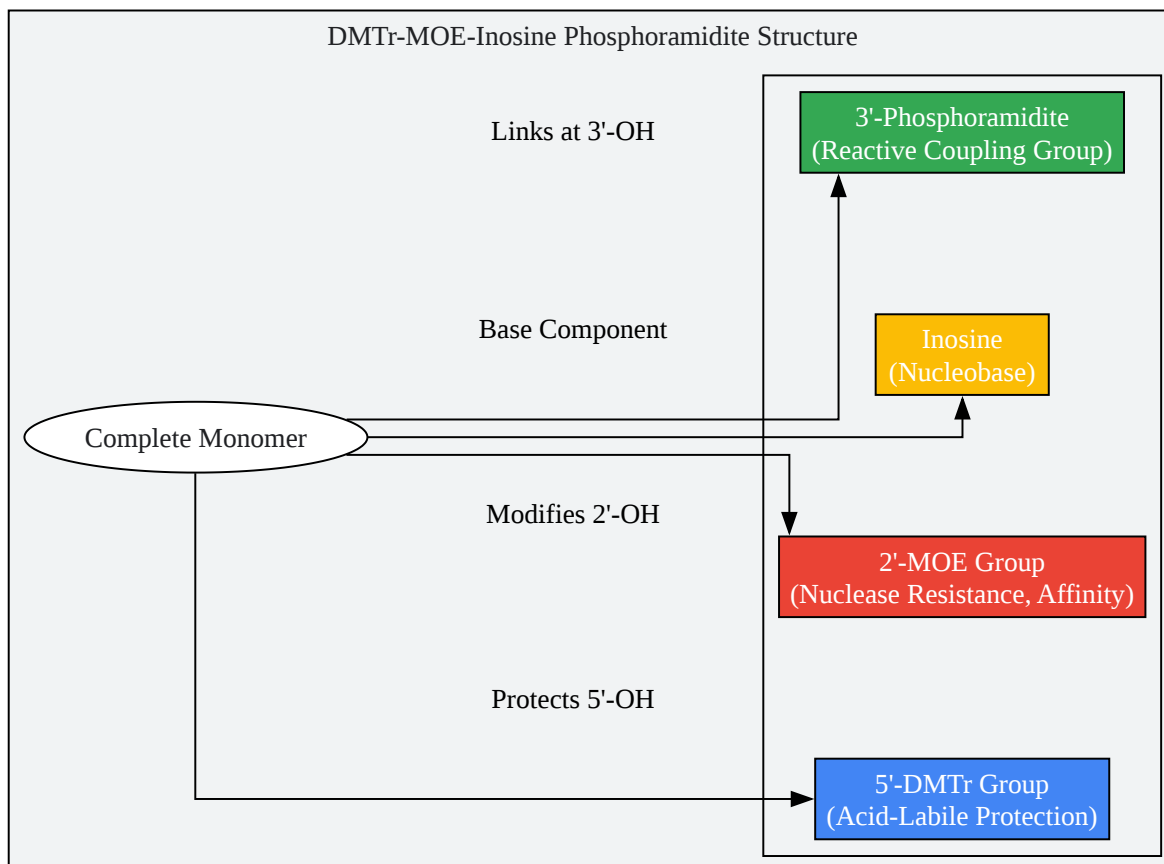 DMTr-MOE-Inosine Phosphoramidite Structure
Links at 3'-OH
3'-Phosphoramidite
(Reactive Coupling Group)
Base Component
Inosine
(Nucleobase)
Complete Monomer
Modifies 2'-OH
2'-MOE Group
(Nuclease Resistance, Affinity)
Protects 5'-OH
5'-DMTr Group
(Acid-Labile Protection)